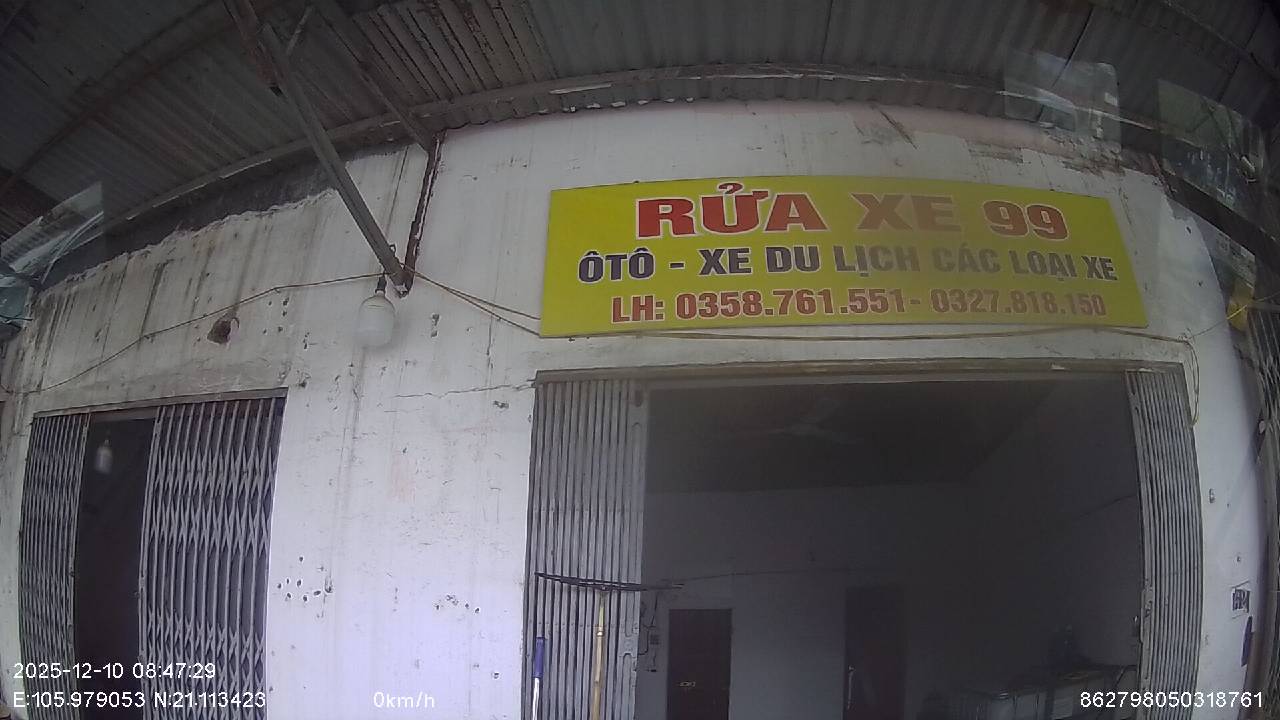 RỬA XE 99
ÔTÔ - XE DU LỊCH CÁC LOẠI XE
LH: 0358.761.551- 0327.818.150
2025-12-10 08:47:29
E:105.979053 N:21.113423 0km/h 862798050318761